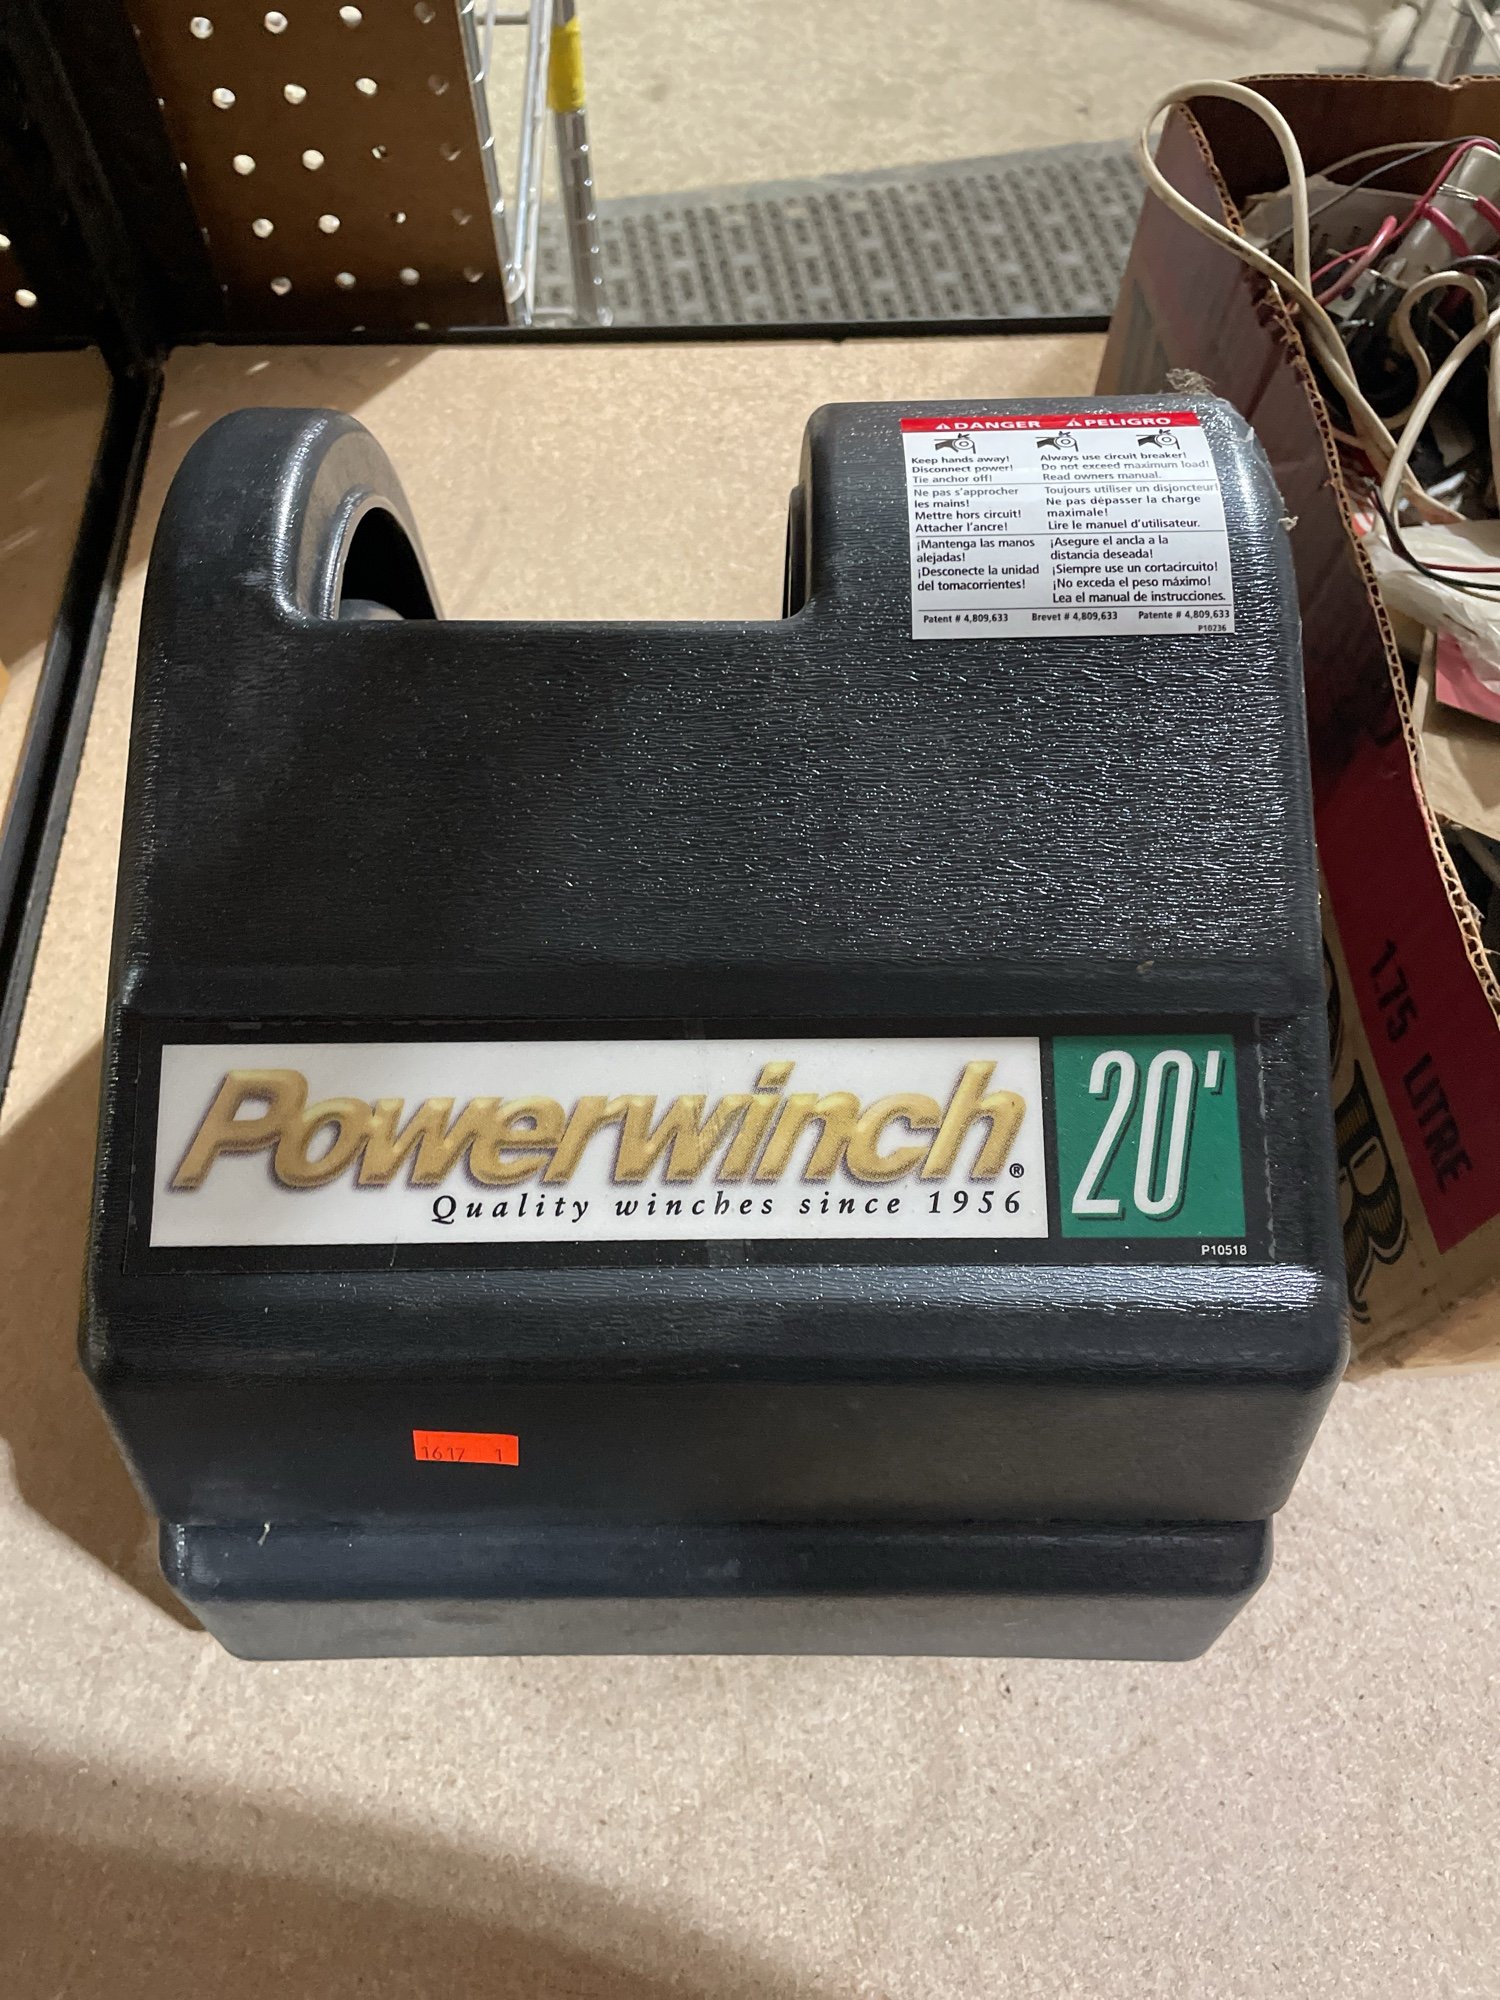 DANGER PELIGRO
Keep hands away!
Disconnect power!
Tie anchor off!
Always use circuit breaker!
Do not exceed maximum load!
Read owners manual.
Ne pas s'approcher
les mains!
Mettre hors circuit!
Attacher l'ancre!
Toujours utiliser un disjoncteur!
Ne pas dépasser la charge
maximale!
Lire le manuel d'utilisateur.
¡Mantenga las manos
alejadas!
¡Desconecte la unidad
del tomacorrientes!
¡Asegure el ancla a la
distancia deseada!
¡Siempre use un cortacircuito!
¡No exceda el peso máximo!
Lea el manual de instrucciones.
Patent # 4,809,633 Brevet # 4,809,633 Patente # 4,809,633
P10236
Powerwinch®
Quality winches since 1956
20'
P10518
1617 1
1.75 LITRE